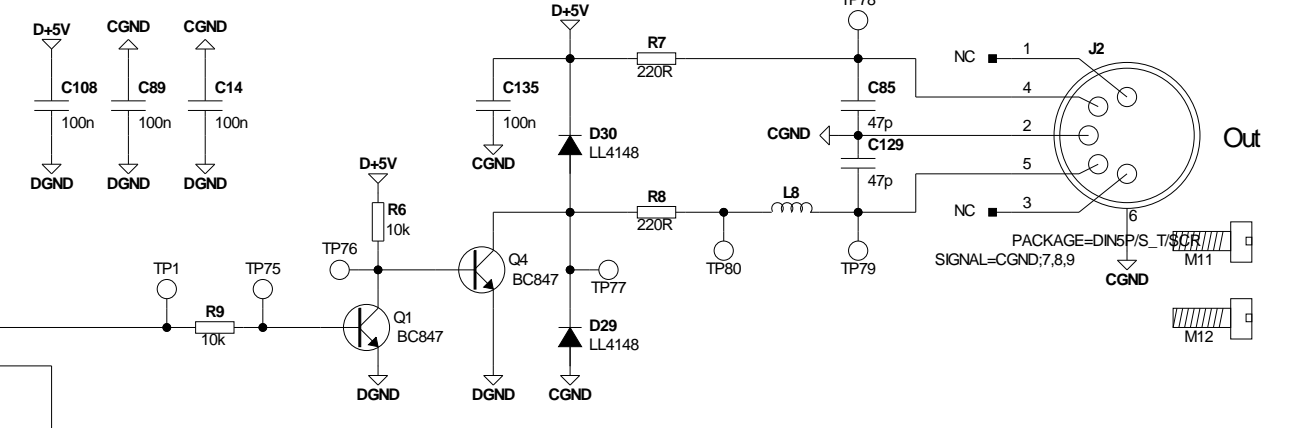 TP78
D+5V
CGND
CGND
D+5V
R7
220R
NC
1
J2
C108
100n
C89
100n
C14
100n
C135
100n
C85
47p
4
D30
LL4148
CGND
2
Out
C129
47p
CGND
DGND
DGND
DGND
D+5V
5
R6
10k
R8
220R
L8
NC
3
6
TP76
Q4
BC847
PACKAGE=DIN5P/S_T/SCR
SIGNAL=CGND;7,8,9
M11
TP1
TP75
TP77
TP80
TP79
CGND
R9
10k
Q1
BC847
D29
LL4148
M12
DGND
DGND
CGND